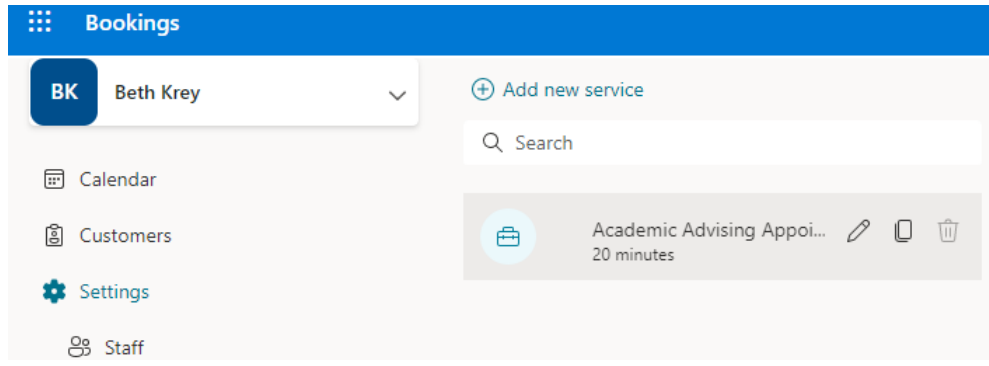 Bookings
BK Beth Krey
Calendar
Customers
Settings
Staff
Add new service
Search
Academic Advising Appoi...
20 minutes